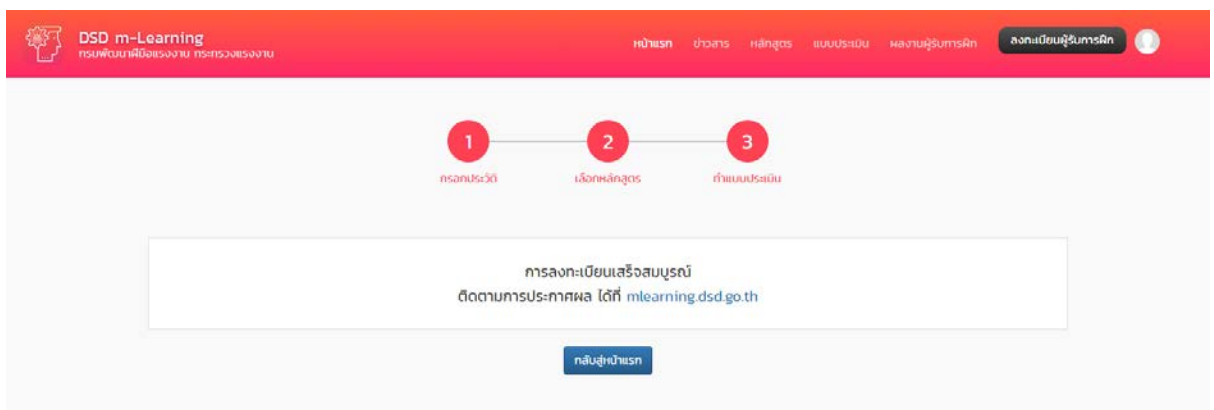 DSD m-Learning
กรมพัฒนาฝีมือแรงงาน กระทรวงแรงงาน
หน้าแรก ข่าวสาร หลักสูตร แบบประเมิน ผลงานผู้รับการฝึก ลงทะเบียนผู้รับการฝึก
1 2 3
กรอกประวัติ เลือกหลักสูตร ทำแบบประเมิน
การลงทะเบียนเสร็จสมบูรณ์
ติดตามการประกาศผล ได้ที่ mlearning.dsd.go.th
กลับสู่หน้าแรก